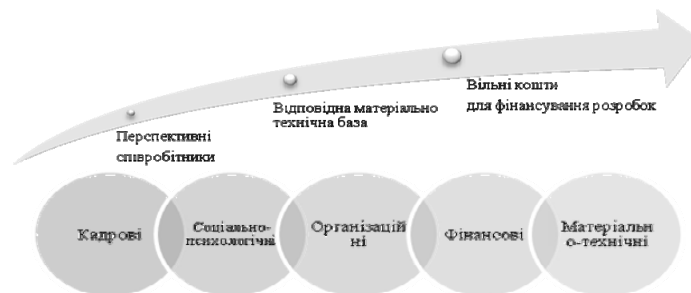 Вільні кошти
для фінансування розробок
Відповідна матеріально
технічна база
Перспективні
співробітники
Кадрові
Соціально-
психологічні
Організацій
ні
Фінансові
Матеріальн
о-технічні